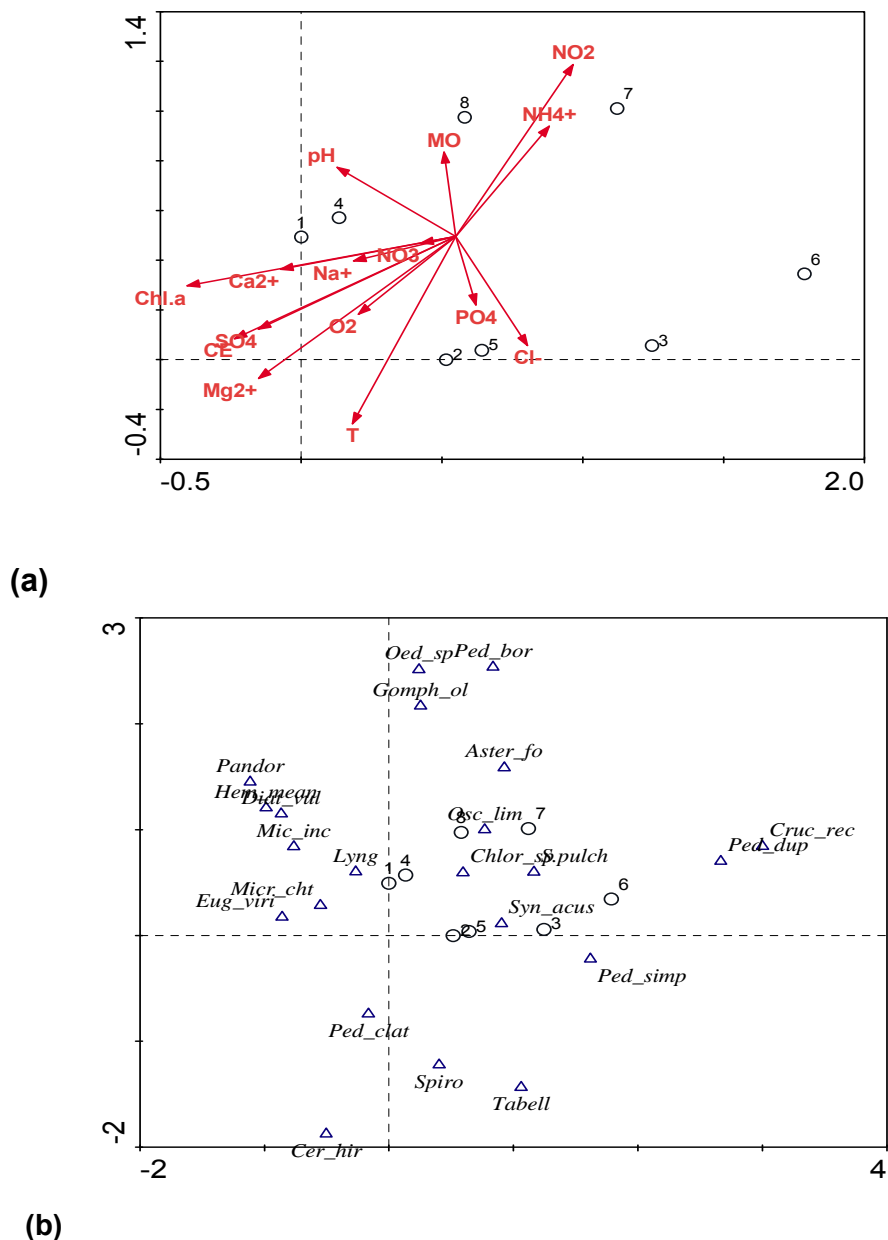 1.4
NO2
7
8
NH4+
MO
pH
4
1
NO3
Na+
Ca2+
Chl.a
6
PO4
O2
SO4
CE
Cl-
5
3
2
Mg2+
T
-0.4
-0.5 2.0
(a)
3
Oed_sp Ped_bor
Gomph_ol
Aster_fo
Pandor
Hem_mean
Diat_vul
Osc_lim 7
8
Mic_inc
Cruc_rec
Ped_dup
Lyng 4 Chlor_sp S.pulch
1
Micr_cht
Eug_viri
6
Syn_acus
3
2 5
Ped_simp
Ped_clat
Spiro
Tabell
Cer_hir
-2
-2 4
(b)